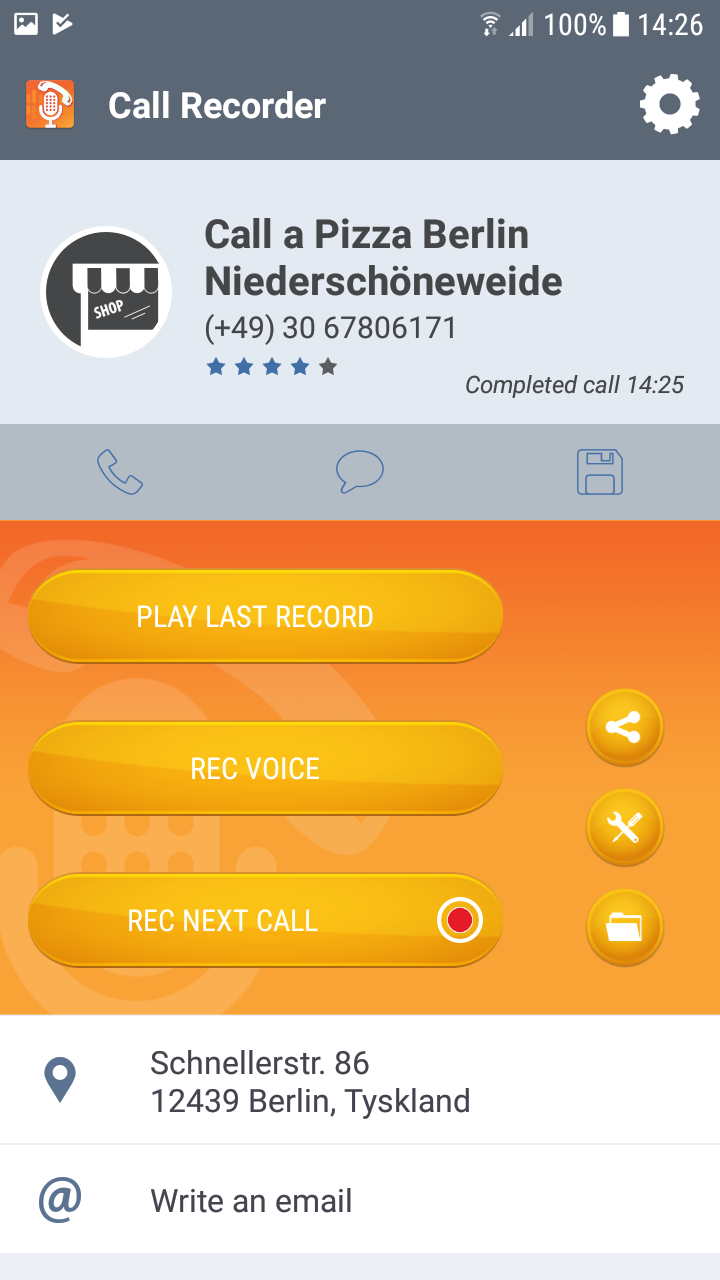 100% 14:26
Call Recorder
Call a Pizza Berlin
Niederschöneweide
SHOP
(+49) 30 67806171
Completed call 14:25
PLAY LAST RECORD
REC VOICE
REC NEXT CALL
Schnellerstr. 86
12439 Berlin, Tyskland
@ Write an email